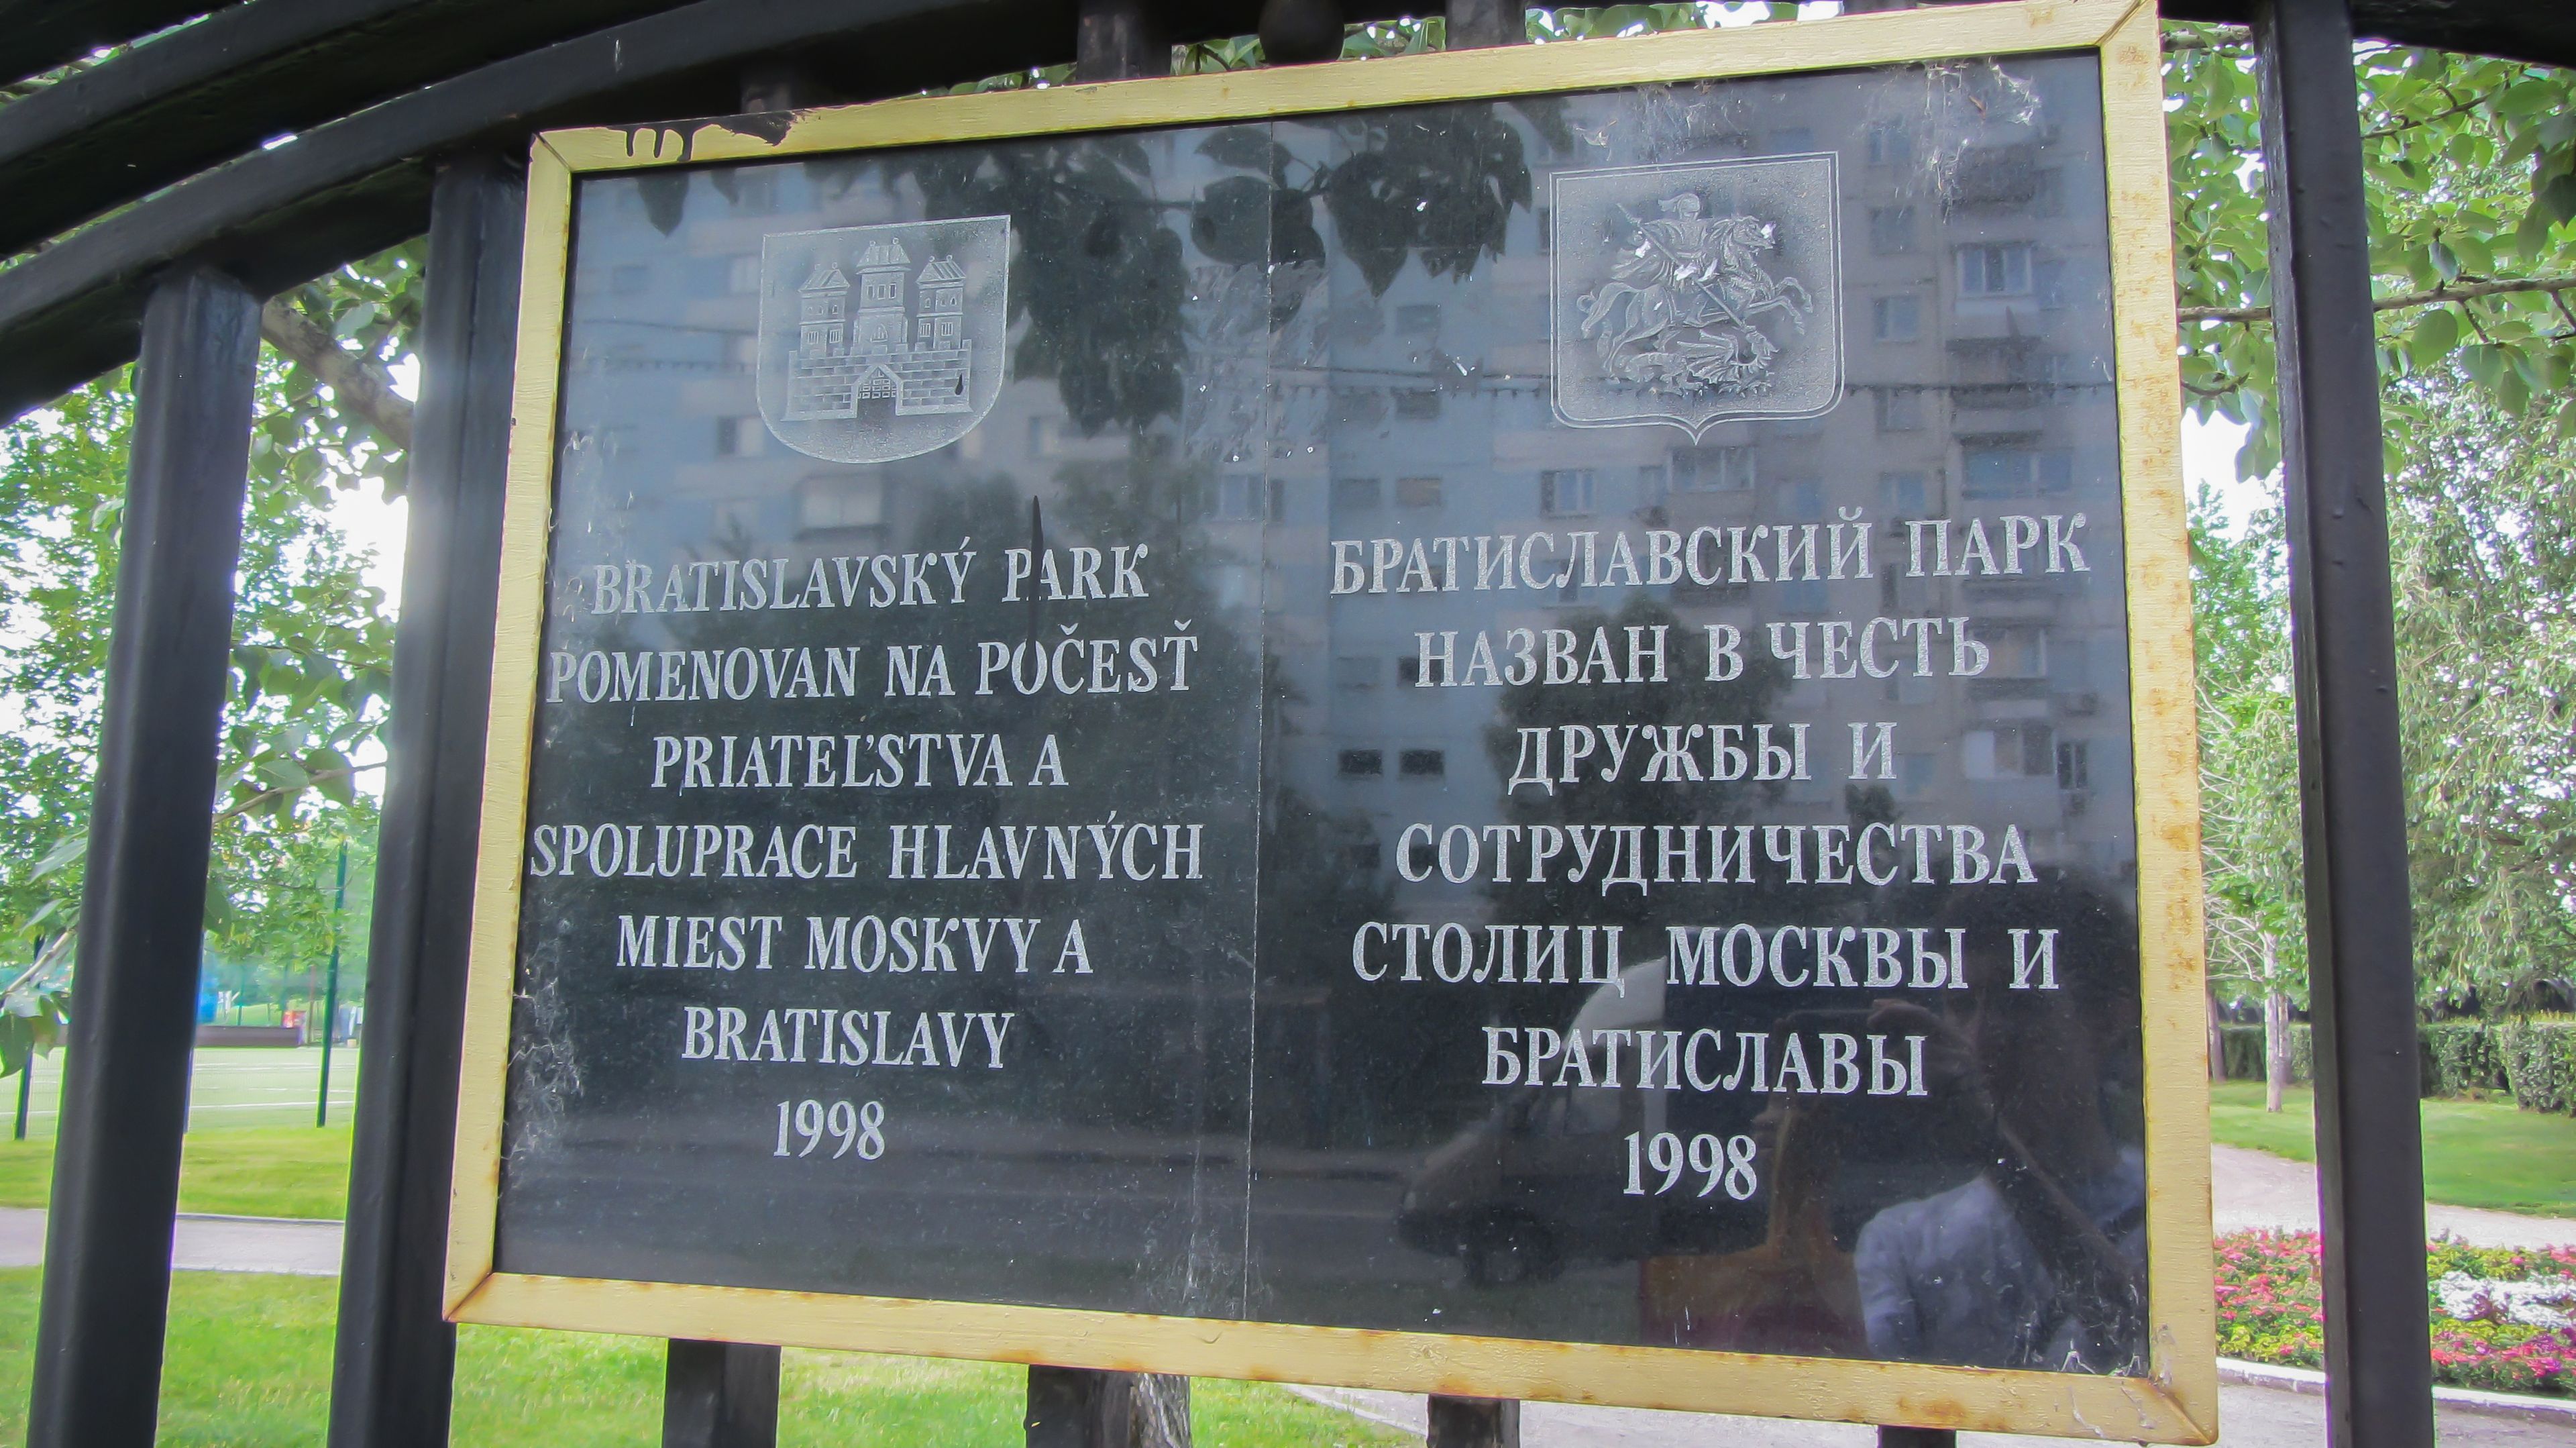 BRATISLAVSKÝ PARK
POMENOVAN NA POČESŤ
PRIATEĽSTVA A
SPOLUPRACE HLAVNÝCH
MIEST MOSKVY A
BRATISLAVY
1998
БРАТИСЛАВСКИЙ ПАРК
НАЗВАН В ЧЕСТЬ
ДРУЖБЫ И
СОТРУДНИЧЕСТВА
СТОЛИЦ МОСКВЫ И
БРАТИСЛАВЫ
1998